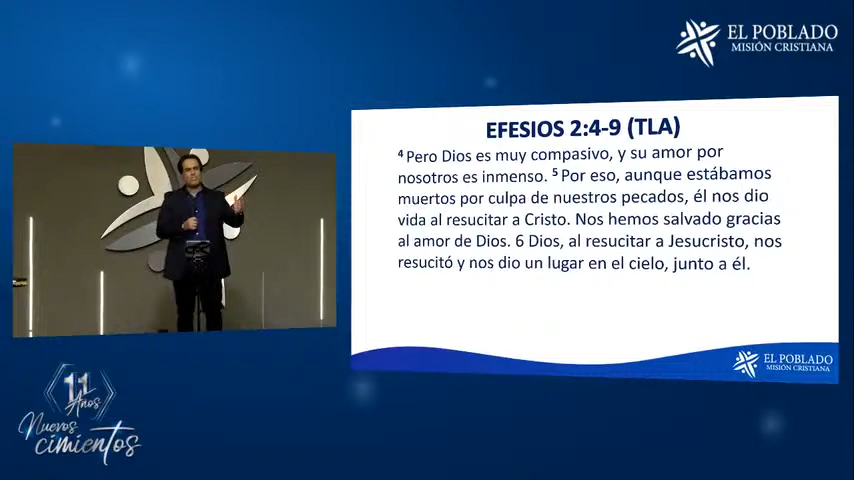 EL POBLADO
MISIÓN CRISTIANA
EFESIOS 2:4-9 (TLA)
4 Pero Dios es muy compasivo, y su amor por
nosotros es inmenso. 5 Por eso, aunque estábamos
muertos por culpa de nuestros pecados, él nos dio
vida al resucitar a Cristo. Nos hemos salvado gracias
al amor de Dios. 6 Dios, al resucitar a Jesucristo, nos
resucitó y nos dio un lugar en el cielo, junto a él.
EL POBLADO
MISIÓN CRISTIANA
11
Años
Nuevos
cimientos